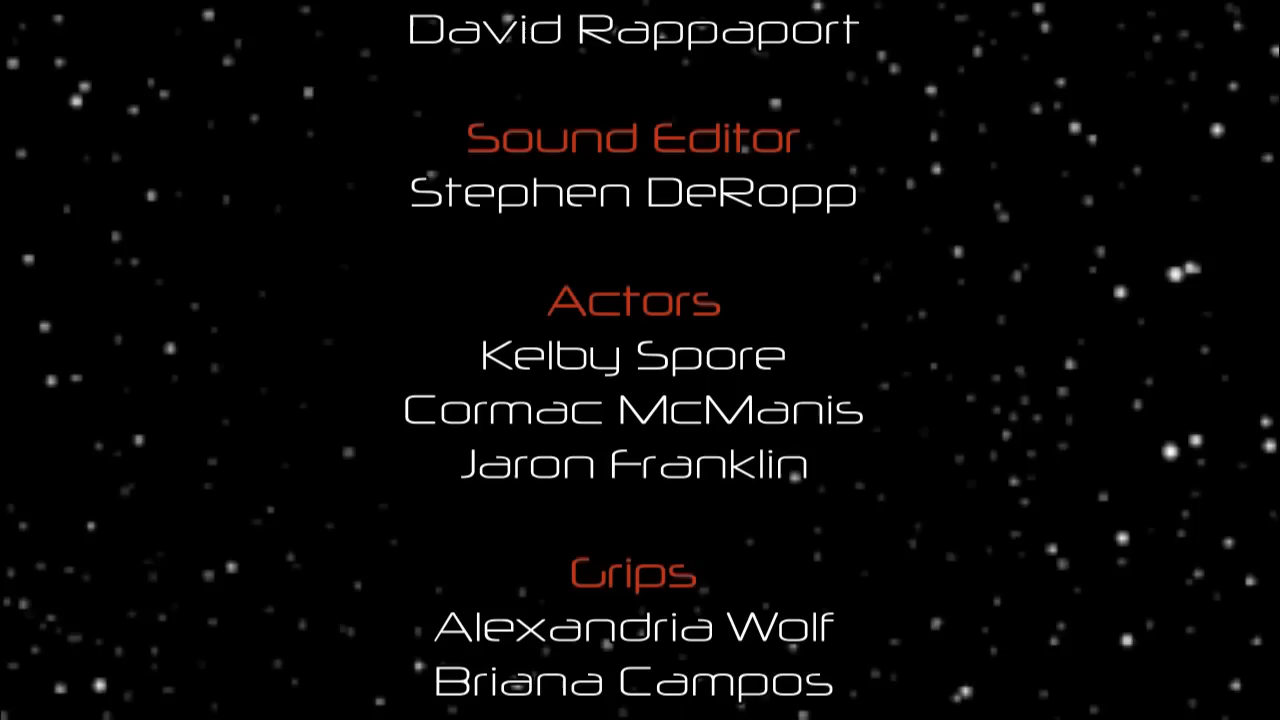 David Rappaport
Sound Editor
Stephen DeRopp
Actors
Kelby Spore
Cormac McManis
Jaron Franklin
Grips
Alexandria Wolf
Briana Campos